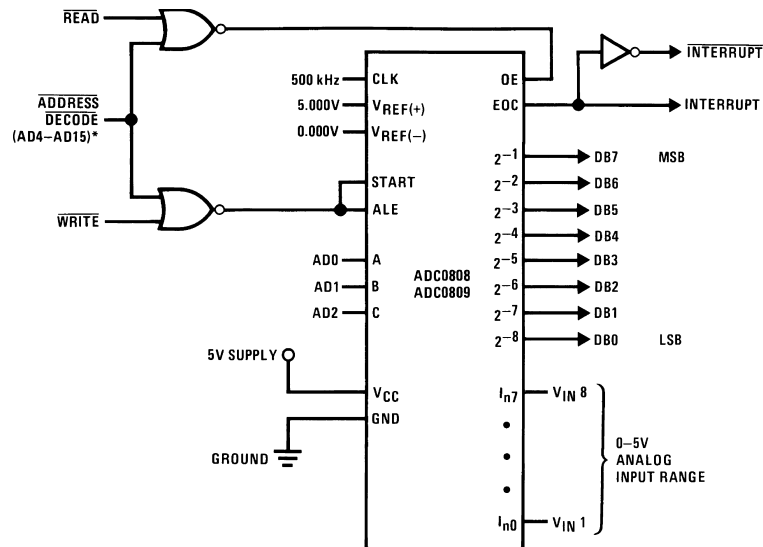 READ
ADDRESS
DECODE
(AD4–AD15)*
WRITE
500 kHz
CLK
5.000V
VREF(+)
0.000V
VREF(–)
START
ALE
AD0
A
AD1
B
AD2
C
5V SUPPLY
VCC
GND
GROUND
ADC0808
ADC0809
OE
EOC
INTERRUPT
INTERRUPT
2–1
DB7
MSB
2–2
DB6
2–3
DB5
2–4
DB4
2–5
DB3
2–6
DB2
2–7
DB1
2–8
DB0
LSB
In7
VIN 8
0–5V
ANALOG
INPUT RANGE
In0
VIN 1